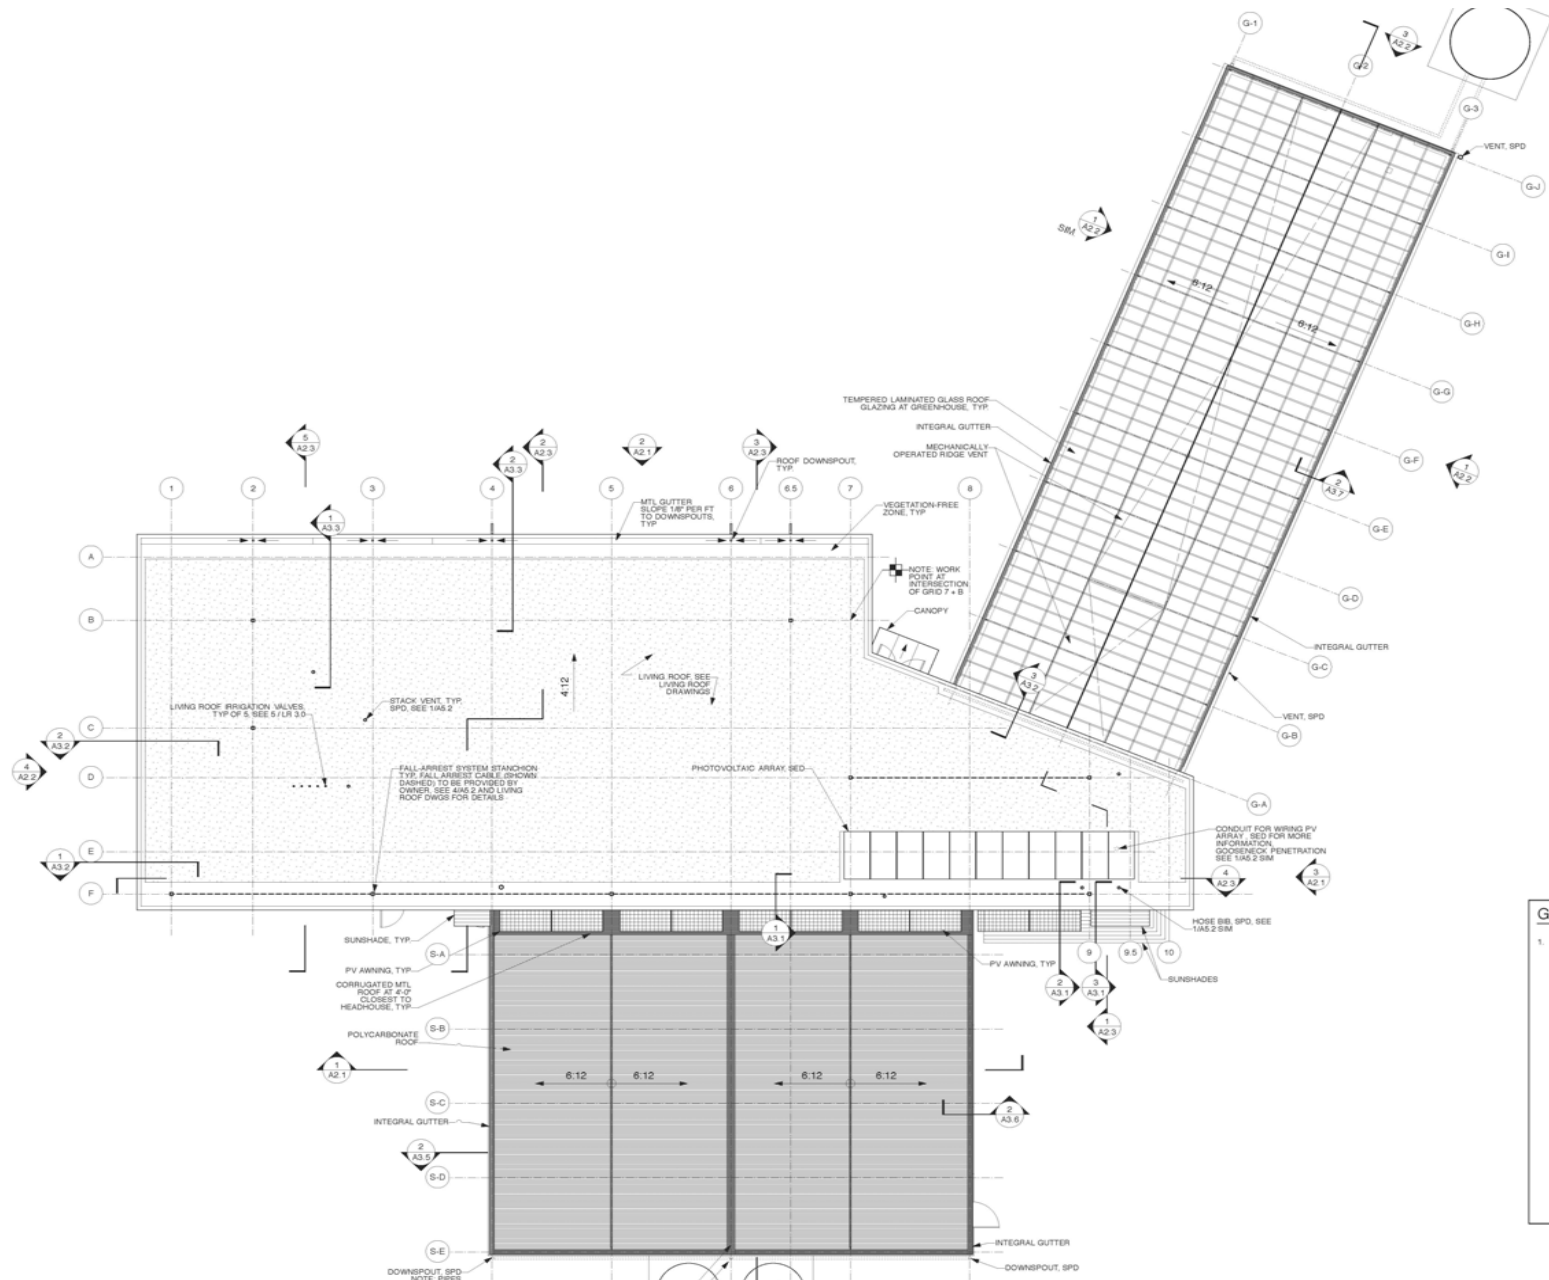 G-1
3
A2.2
G-2
G-3
VENT, SPD
G-J
1
A2.2
SIM.
G-I
6:12
6:12
G-H
G-G
TEMPERED LAMINATED GLASS ROOF
GLAZING AT GREENHOUSE, TYP.
INTEGRAL GUTTER
MECHANICALLY
OPERATED RIDGE VENT
5
A2.3
2
A3.3
2
A2.3
2
A2.1
3
A2.3
ROOF DOWNSPOUT,
TYP.
G-F
1
A2.2
2
A3.7
1
2
3
4
5
6
6.5
7
8
MTL GUTTER
SLOPE 1/8" PER FT
TO DOWNSPOUTS,
TYP
VEGETATION-FREE
ZONE, TYP
1
A3.3
G-E
A
NOTE: WORK
POINT AT
INTERSECTION
OF GRID 7 + B
G-D
B
CANOPY
INTEGRAL GUTTER
G-C
4:12
LIVING ROOF, SEE
LIVING ROOF
DRAWINGS
3
A3.2
LIVING ROOF IRRIGATION VALVES,
TYP OF 5, SEE 5 / LR 3.0
STACK VENT, TYP.
SPD, SEE 1/A5.2
VENT, SPD
C
G-B
2
A3.2
4
A2.2
D
FALL-ARREST SYSTEM STANCHION
TYP. FALL ARREST CABLE (SHOWN
DASHED) TO BE PROVIDED BY
OWNER, SEE 4/A5.2 AND LIVING
ROOF DWGS FOR DETAILS
PHOTOVOLTAIC ARRAY, SED
G-A
CONDUIT FOR WIRING PV
ARRAY , SED FOR MORE
INFORMATION,
GOOSENECK PENETRATION
SEE 1/A5.2 SIM
E
1
A3.2
4
A2.3
3
A2.1
F
HOSE BIB, SPD, SEE
1/A5.2 SIM
G
1.
SUNSHADE, TYP.
1
A3.1
S-A
9
9.5
10
PV AWNING, TYP
PV AWNING, TYP
SUNSHADES
CORRUGATED MTL
ROOF AT 4'-0"
CLOSEST TO
HEADHOUSE, TYP
2
A3.1
3
A3.1
1
A2.3
S-B
POLYCARBONATE
ROOF
1
A2.1
6:12
6:12
6:12
6:12
S-C
2
A3.6
INTEGRAL GUTTER
2
A3.5
S-D
S-E
INTEGRAL GUTTER
DOWNSPOUT, SPD
NOTE: PIPES
DOWNSPOUT, SPD